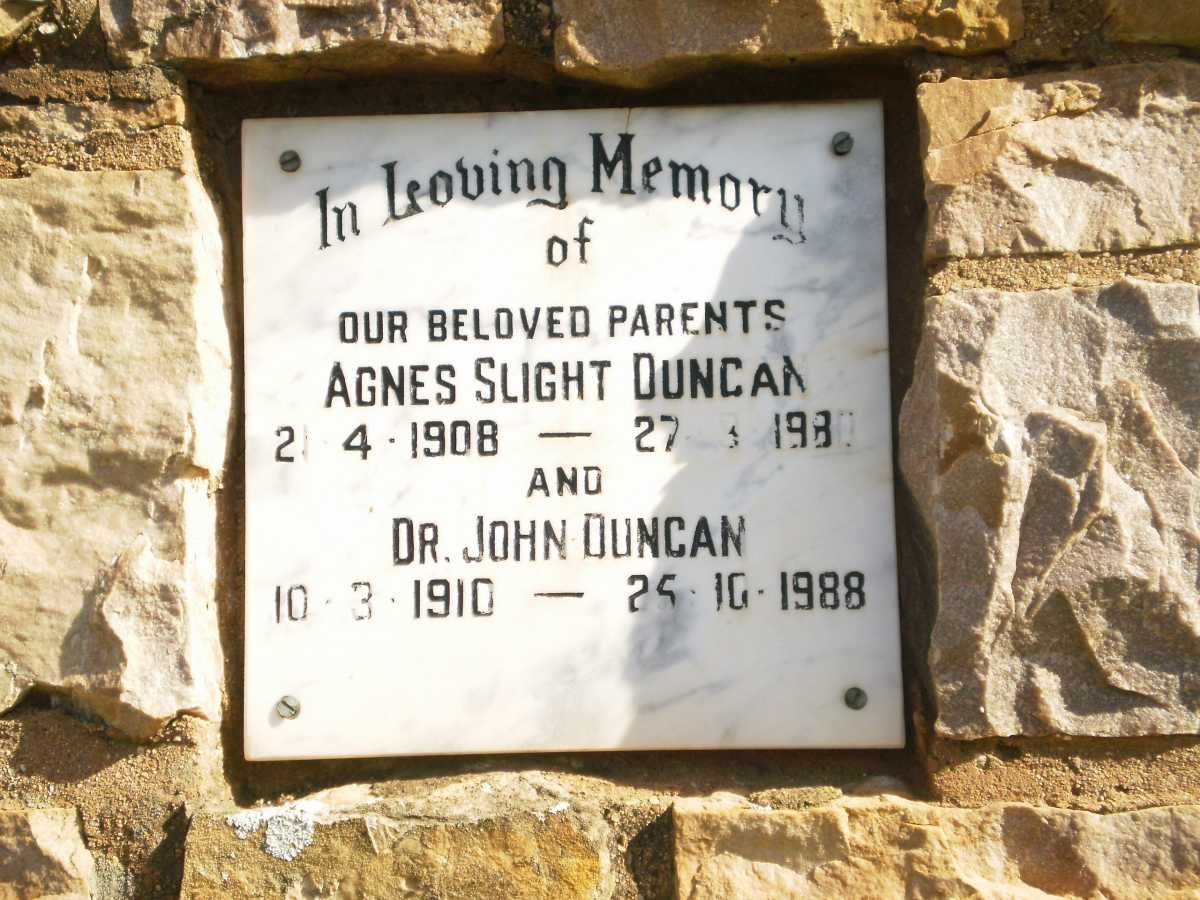 In Loving Memory
of
OUR BELOVED PARENTS
AGNES SLIGHT DUNCAN
4 · 1908 — 27
AND
DR. JOHN DUNCAN
10 · 3 · 1910 — 25 · 10 · 1988